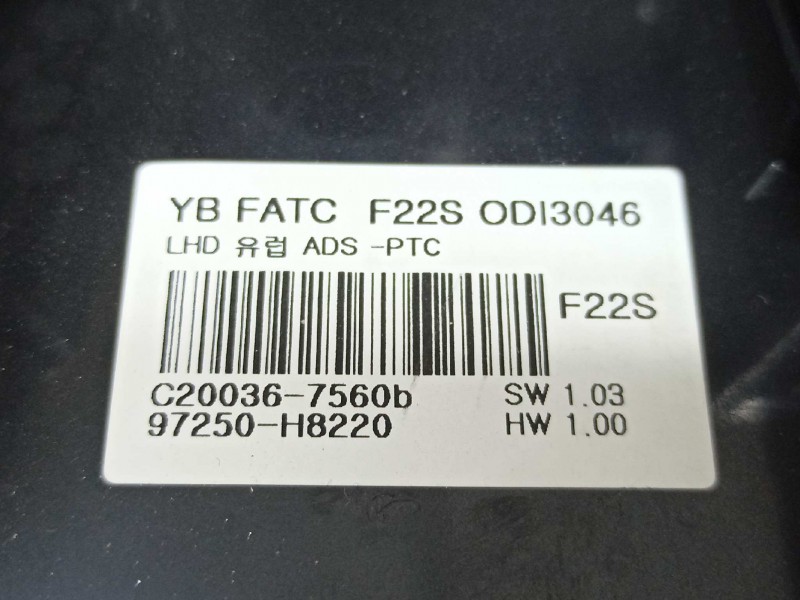 YB FATC F22S ODI3046
LHD 유럽 ADS -PTC
F22S
C20036-7560b SW 1.03
97250-H8220 HW 1.00